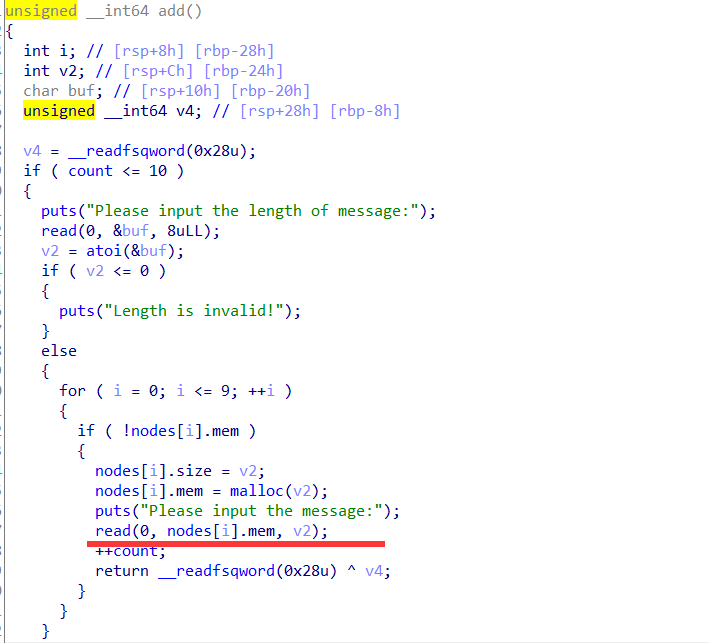 unsigned __int64 add()
{
int i; // [rsp+8h] [rbp-28h]
int v2; // [rsp+Ch] [rbp-24h]
char buf; // [rsp+10h] [rbp-20h]
unsigned __int64 v4; // [rsp+28h] [rbp-8h]
v4 = __readfsqword(0x28u);
if ( count <= 10 )
{
puts("Please input the length of message:");
read(0, &buf, 8uLL);
v2 = atoi(&buf);
if ( v2 <= 0 )
{
puts("Length is invalid!");
}
else
{
for ( i = 0; i <= 9; ++i )
{
if ( !nodes[i].mem )
{
nodes[i].size = v2;
nodes[i].mem = malloc(v2);
puts("Please input the message:");
read(0, nodes[i].mem, v2);
++count;
return __readfsqword(0x28u) ^ v4;
}
}
}